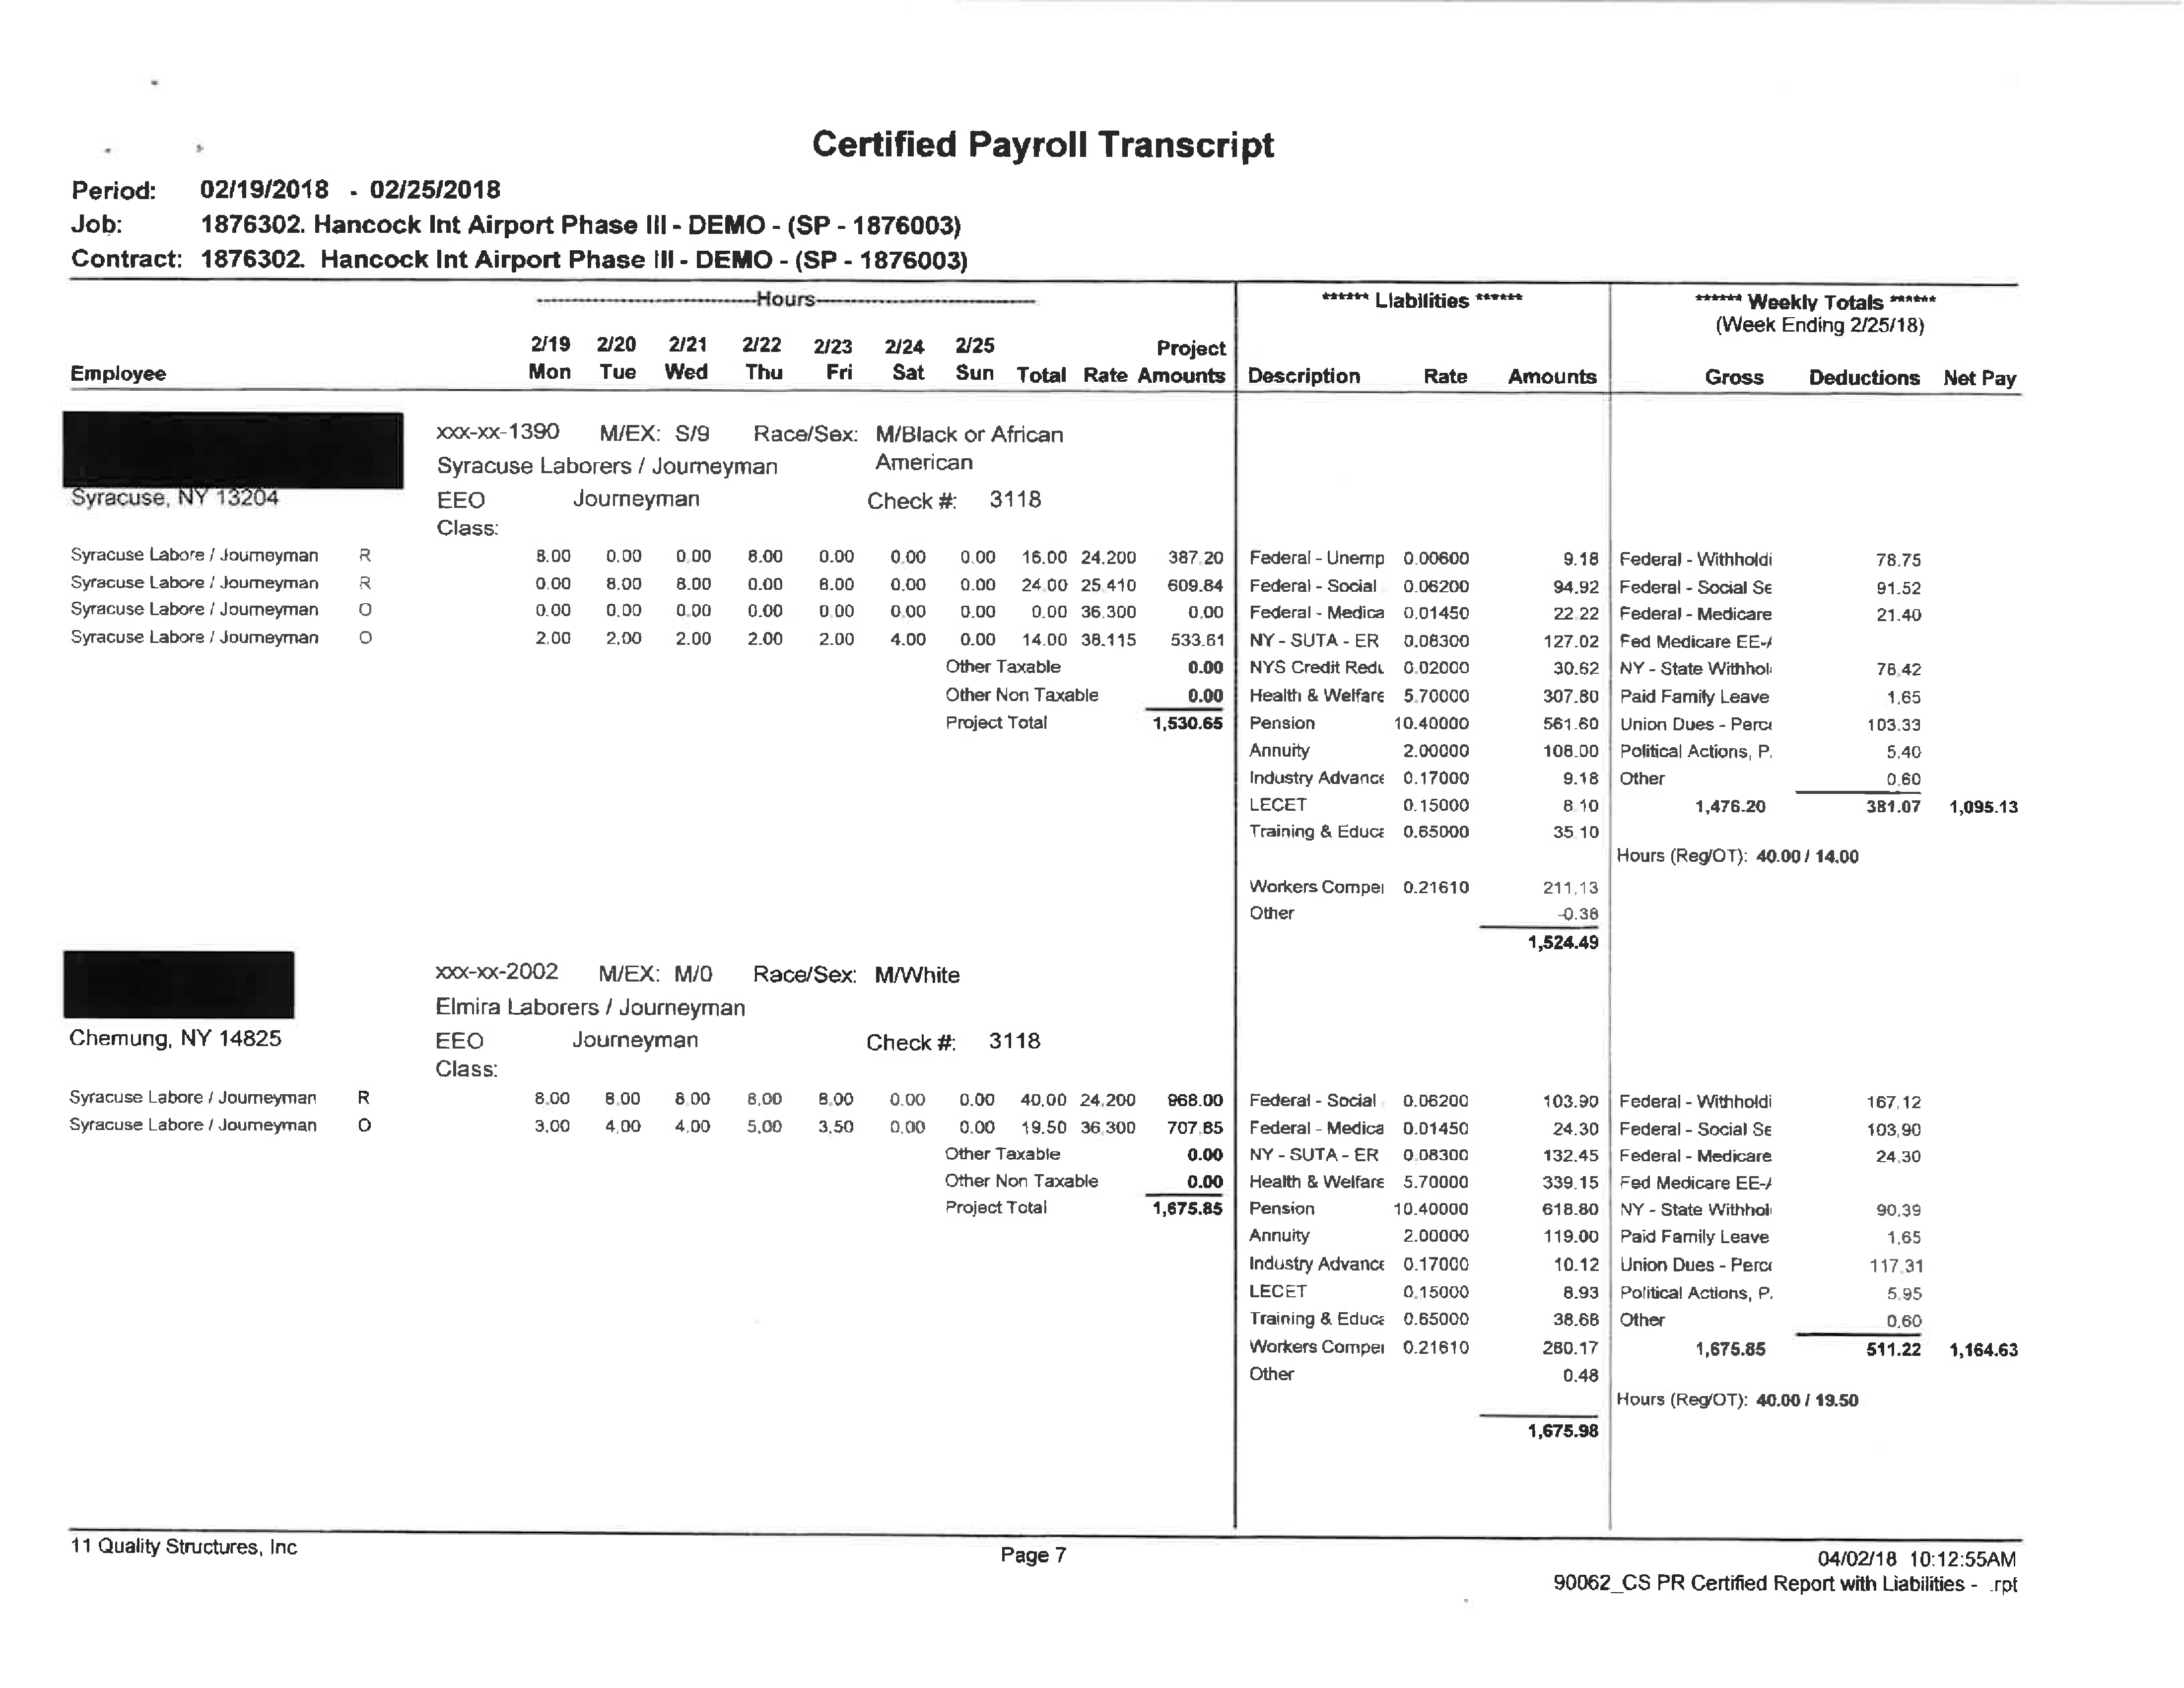 Certified Payroll Transcript
Period: 02/19/2018 - 02/25/2018
Job: 1876302. Hancock Int Airport Phase III - DEMO - (SP - 1876003)
Contract: 1876302. Hancock Int Airport Phase III - DEMO - (SP - 1876003)
Hours ****** Liabilities ****** ****** Weekly Totals ******
(Week Ending 2/25/18)
2/19 2/20 2/21 2/22 2/23 2/24 2/25 Project
Employee Mon Tue Wed Thu Fri Sat Sun Total Rate Amounts Description Rate Amounts Gross Deductions Net Pay
xxx-xx-1390 M/EX: S/9 Race/Sex: M/Black or African
Syracuse Laborers / Journeyman American
Syracuse, NY 13204 EEO Journeyman Check #: 3118
Class:
Syracuse Labore / Journeyman R 8.00 0.00 0.00 8.00 0.00 0.00 0.00 16.00 24.200 387.20 Federal - Unemp 0.00600 9.18 Federal - Withholdi 78.75
Syracuse Labore / Journeyman R 0.00 8.00 8.00 0.00 8.00 0.00 0.00 24.00 25.410 609.84 Federal - Social 0.06200 94.92 Federal - Social Se 91.52
Syracuse Labore / Journeyman O 0.00 0.00 0.00 0.00 0.00 0.00 0.00 0.00 36.300 0.00 Federal - Medica 0.01450 22.22 Federal - Medicare 21.40
Syracuse Labore / Journeyman O 2.00 2.00 2.00 2.00 2.00 4.00 0.00 14.00 38.115 533.61 NY - SUTA - ER 0.08300 127.02 Fed Medicare EE-A
Other Taxable 0.00 NYS Credit Redu 0.02000 30.62 NY - State Withhol 78.42
Other Non Taxable 0.00 Health & Welfare 5.70000 307.80 Paid Family Leave 1.65
Project Total 1,530.65 Pension 10.40000 561.60 Union Dues - Perce 103.33
Annuity 2.00000 108.00 Political Actions, P. 5.40
Industry Advance 0.17000 9.18 Other 0.60
LECET 0.15000 8.10 1,476.20 381.07 1,095.13
Training & Educa 0.65000 35.10
Hours (Reg/OT): 40.00 / 14.00
Workers Compei 0.21610 211.13
Other -0.38
1,524.49
xxx-xx-2002 M/EX: M/0 Race/Sex: M/White
Elmira Laborers / Journeyman
Chemung, NY 14825 EEO Journeyman Check #: 3118
Class:
Syracuse Labore / Journeyman R 8.00 8.00 8.00 8.00 8.00 0.00 0.00 40.00 24.200 968.00 Federal - Social 0.06200 103.90 Federal - Withholdi 167.12
Syracuse Labore / Journeyman O 3.00 4.00 4.00 5.00 3.50 0.00 0.00 19.50 36.300 707.85 Federal - Medica 0.01450 24.30 Federal - Social Se 103.90
Other Taxable 0.00 NY - SUTA - ER 0.08300 132.45 Federal - Medicare 24.30
Other Non Taxable 0.00 Health & Welfare 5.70000 339.15 Fed Medicare EE-A
Project Total 1,675.85 Pension 10.40000 618.80 NY - State Withhol 90.39
Annuity 2.00000 119.00 Paid Family Leave 1.65
Industry Advance 0.17000 10.12 Union Dues - Perce 117.31
LECET 0.15000 8.93 Political Actions, P. 5.95
Training & Educa 0.65000 38.68 Other 0.60
Workers Compei 0.21610 280.17 1,675.85 511.22 1,164.63
Other 0.48
Hours (Reg/OT): 40.00 / 19.50
1,675.98
11 Quality Structures, Inc Page 7 04/02/18 10:12:55AM
90062_CS PR Certified Report with Liabilities - .rpt